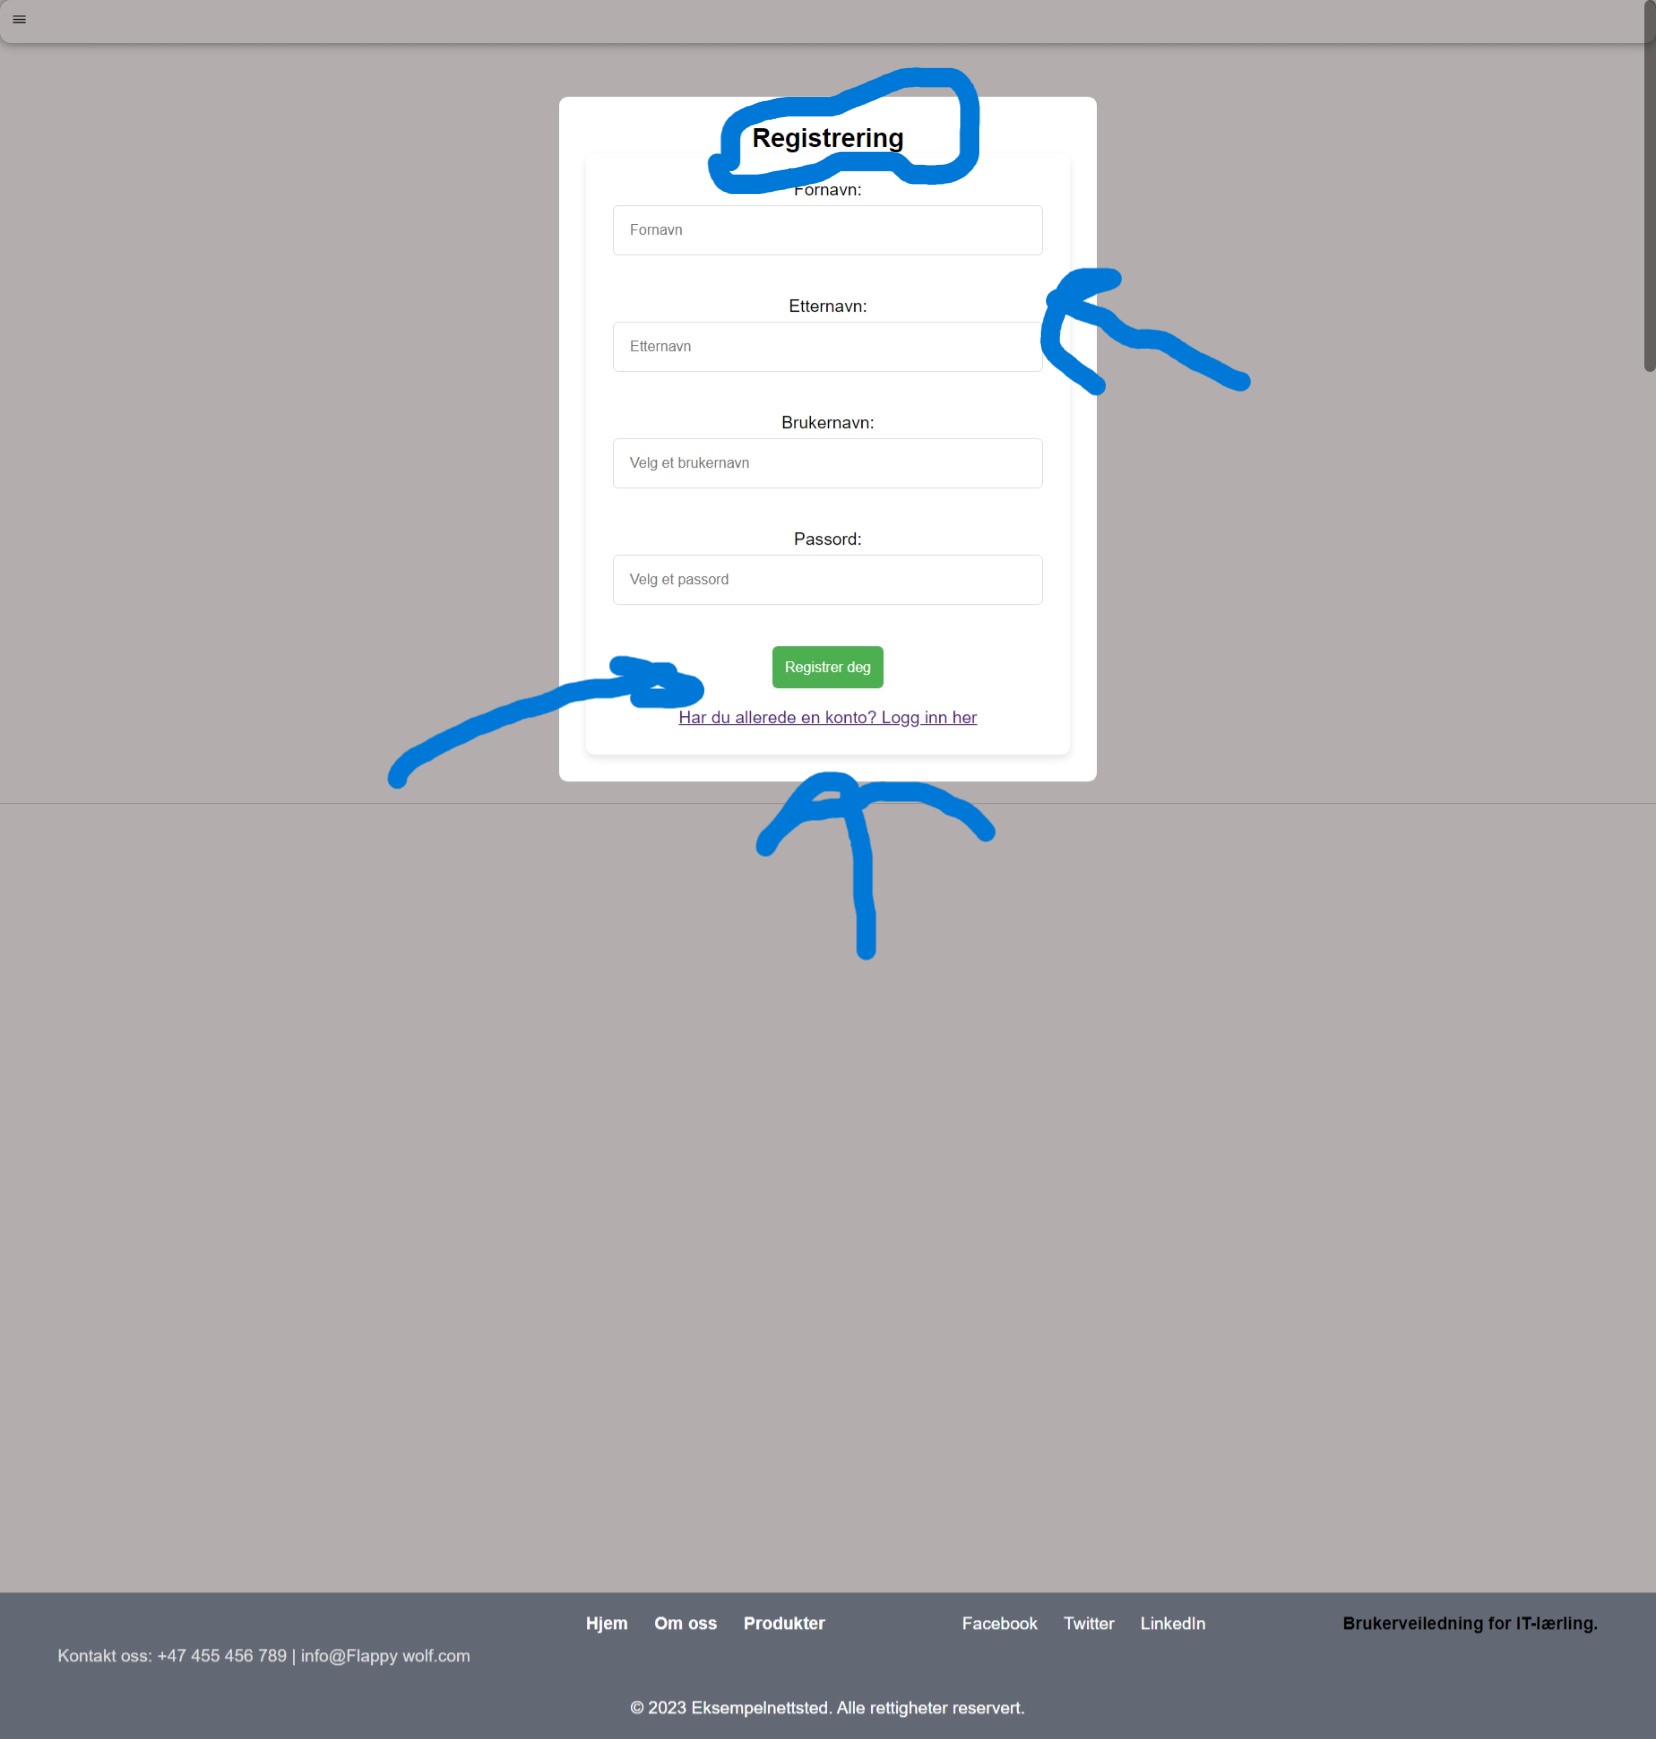 Registrering
Fornavn:
Fornavn
Etternavn:
Etternavn
Brukernavn:
Velg et brukernavn
Passord:
Velg et passord
Registrer deg
Har du allerede en konto? Logg inn her
Hjem Om oss Produkter Facebook Twitter LinkedIn Brukerveiledning for IT-lærling.
Kontakt oss: +47 455 456 789 | info@Flappy wolf.com
© 2023 Eksempelnettsted. Alle rettigheter reservert.